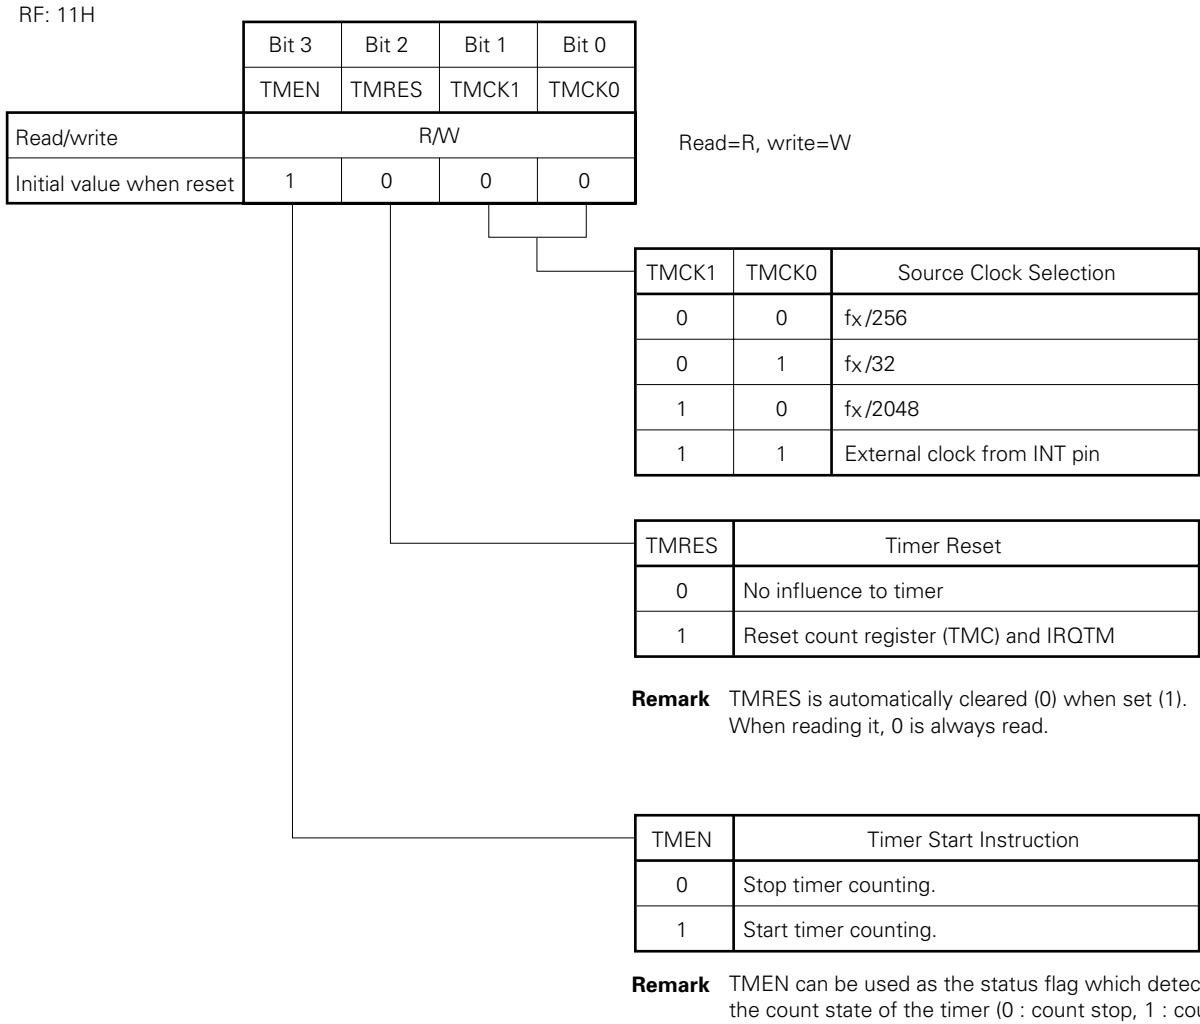 RF: 11H
Bit 3 Bit 2 Bit 1 Bit 0
TMEN TMRES TMCK1 TMCK0
Read/write R/W
Read=R, write=W
Initial value when reset 1 0 0 0
TMCK1 TMCK0 Source Clock Selection
0 0 fx/256
0 1 fx/32
1 0 fx/2048
1 1 External clock from INT pin
TMRES Timer Reset
0 No influence to timer
1 Reset count register (TMC) and IRQTM
Remark TMRES is automatically cleared (0) when set (1).
When reading it, 0 is always read.
TMEN Timer Start Instruction
0 Stop timer counting.
1 Start timer counting.
Remark TMEN can be used as the status flag which
the count state of the timer (0 : count stop, 1 :